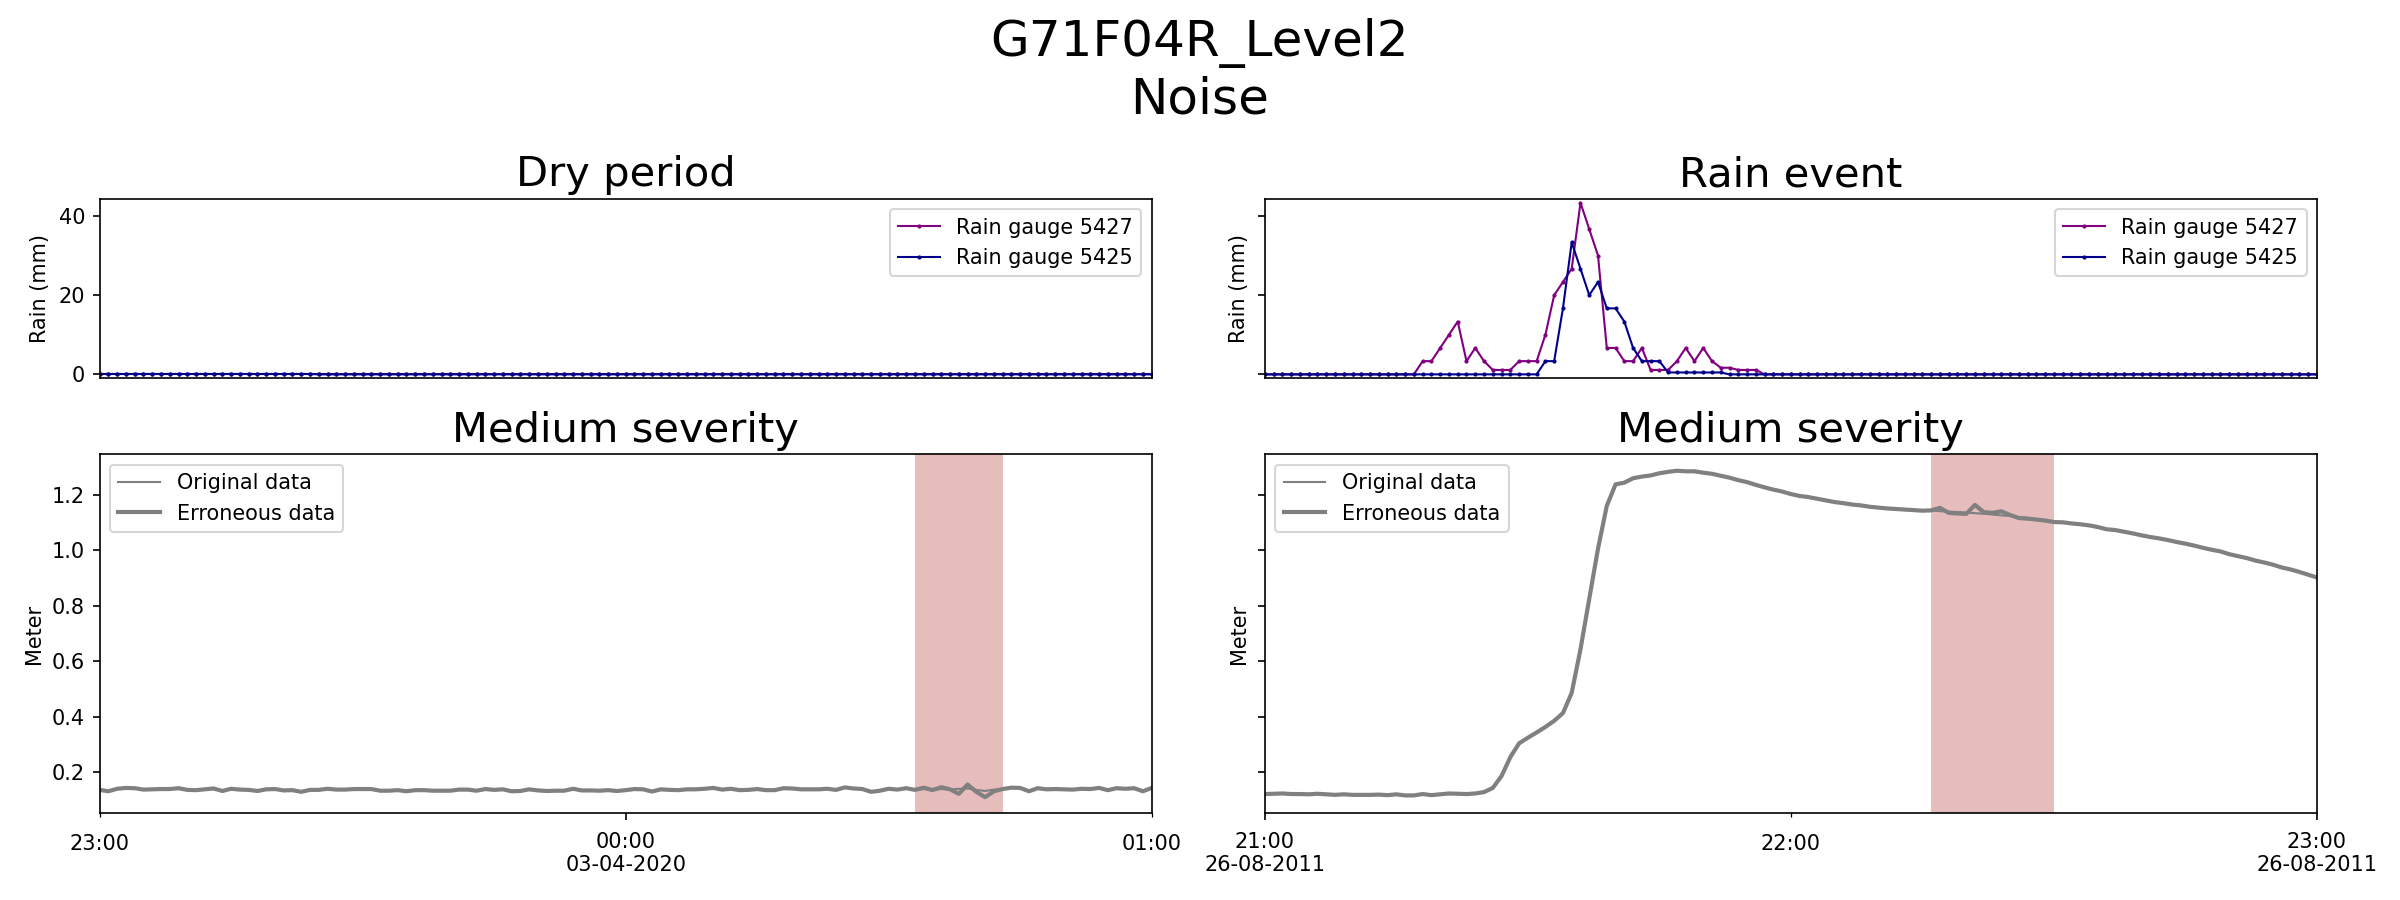 G71F04R_Level2
Noise
Dry period
Rain (mm)
40
20
0
Rain gauge 5427
Rain gauge 5425
Rain event
Rain (mm)
Rain gauge 5427
Rain gauge 5425
Medium severity
Meter
1.2
1.0
0.8
0.6
0.4
0.2
Original data
Erroneous data
23:00
00:00
01:00
03-04-2020
Medium severity
Meter
Original data
Erroneous data
21:00
22:00
23:00
26-08-2011
26-08-2011